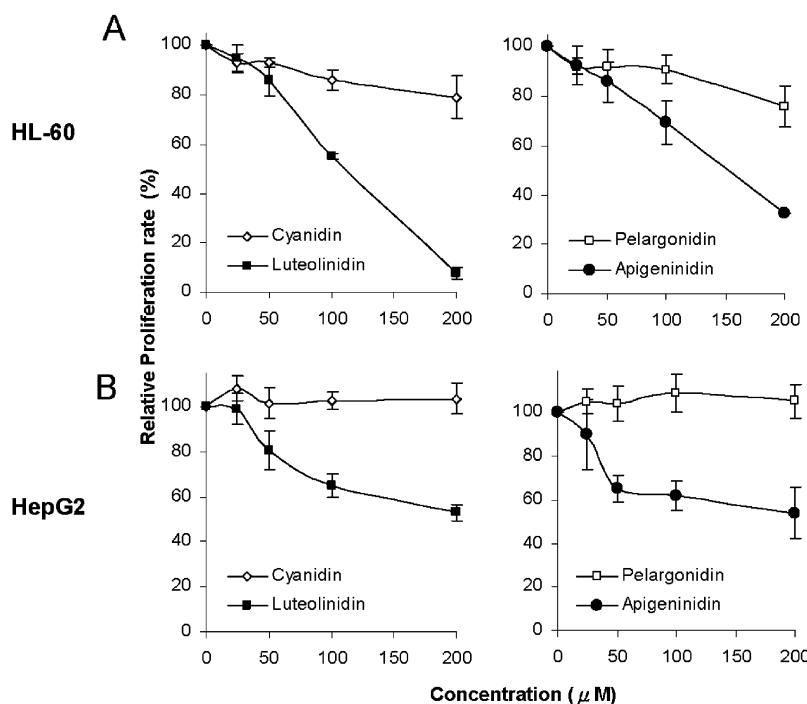 A
HL-60
Relative Proliferation rate (%)
100
80
60
40
20
0
Cyanidin
Luteolinidin
0 50 100 150 200
100
80
60
40
20
0
Pelargonidin
Apigeninidin
0 50 100 150 200
B
HepG2
100
80
60
40
20
0
Cyanidin
Luteolinidin
0 50 100 150 200
100
80
60
40
20
0
Pelargonidin
Apigeninidin
0 50 100 150 200
Concentration (μM)